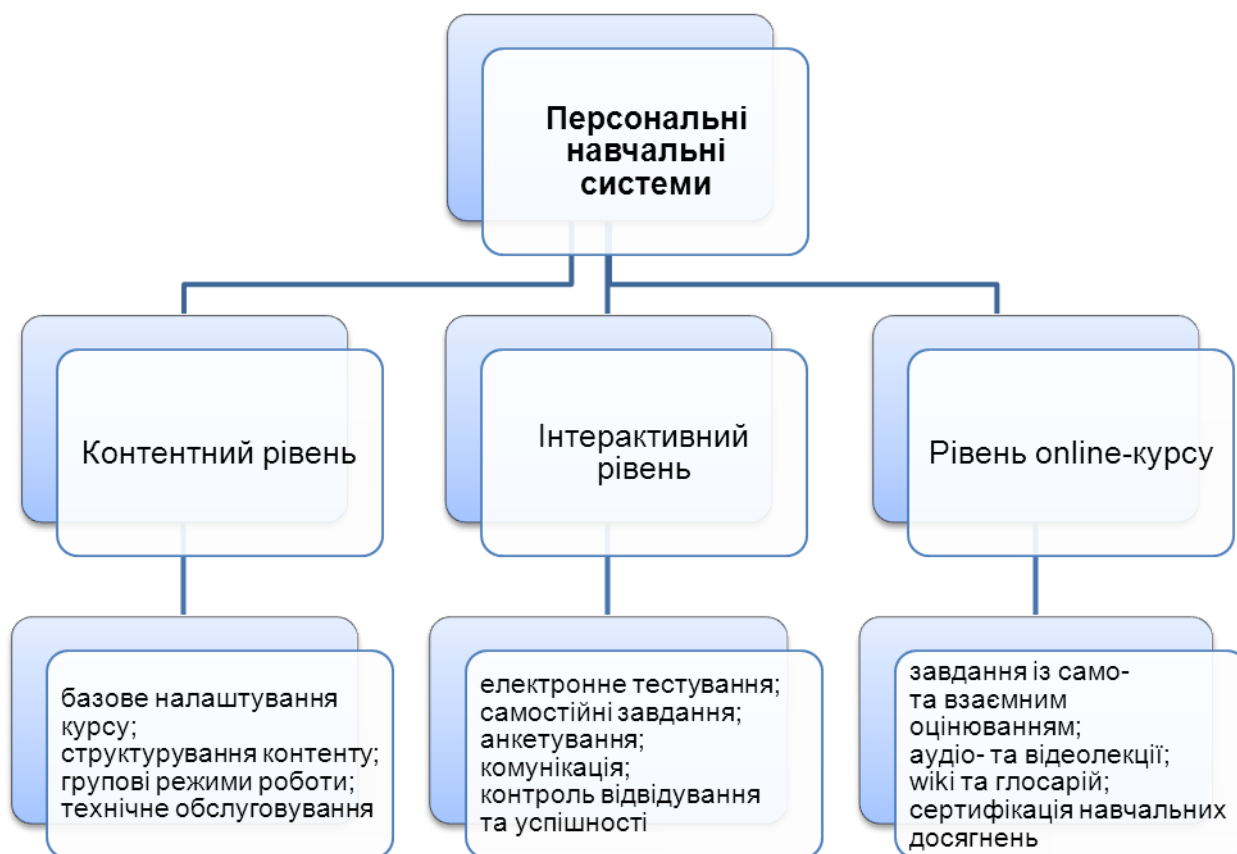 Персональні
навчальні
системи
Контентний рівень
Інтерактивний
рівень
Рівень online-курсу
базове налаштування
курсу;
структурування контенту;
групові режими роботи;
технічне обслуговування
електронне тестування;
самостійні завдання;
анкетування;
комунікація;
контроль відвідування
та успішності
завдання із само-
та взаємним
оцінюванням;
аудіо- та відеолекції;
wiki та глосарій;
сертифікація навчальних
досягнень